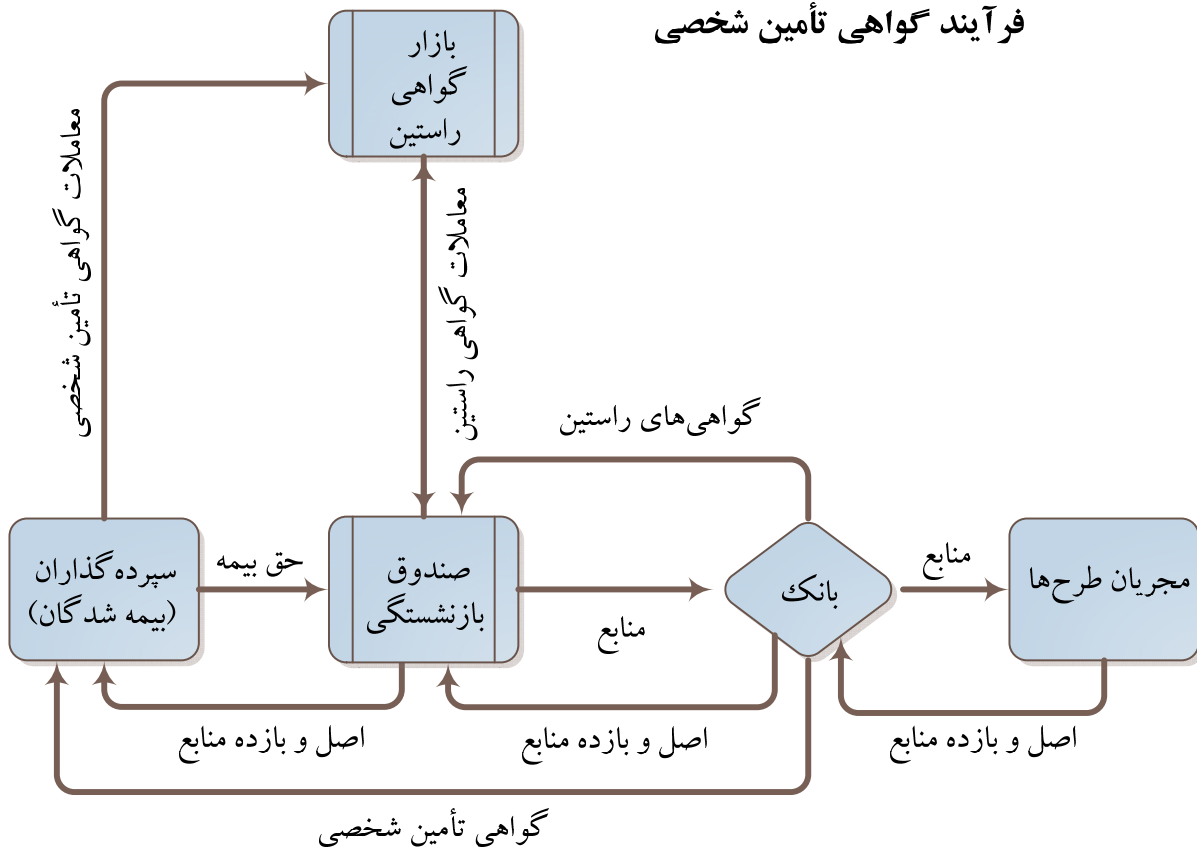 فرآیند گواهی تأمین شخصی
بازار
گواهی
راستین
معاملات گواهی تأمین شخصی
معاملات گواهی راستین
گواهی‌های راستین
سپرده‌گذاران
(بیمه شدگان)
حق بیمه
صندوق
بازنشستگی
منابع
بانک
منابع
مجریان طرح‌ها
اصل و بازده منابع
اصل و بازده منابع
اصل و بازده منابع
گواهی تأمین شخصی